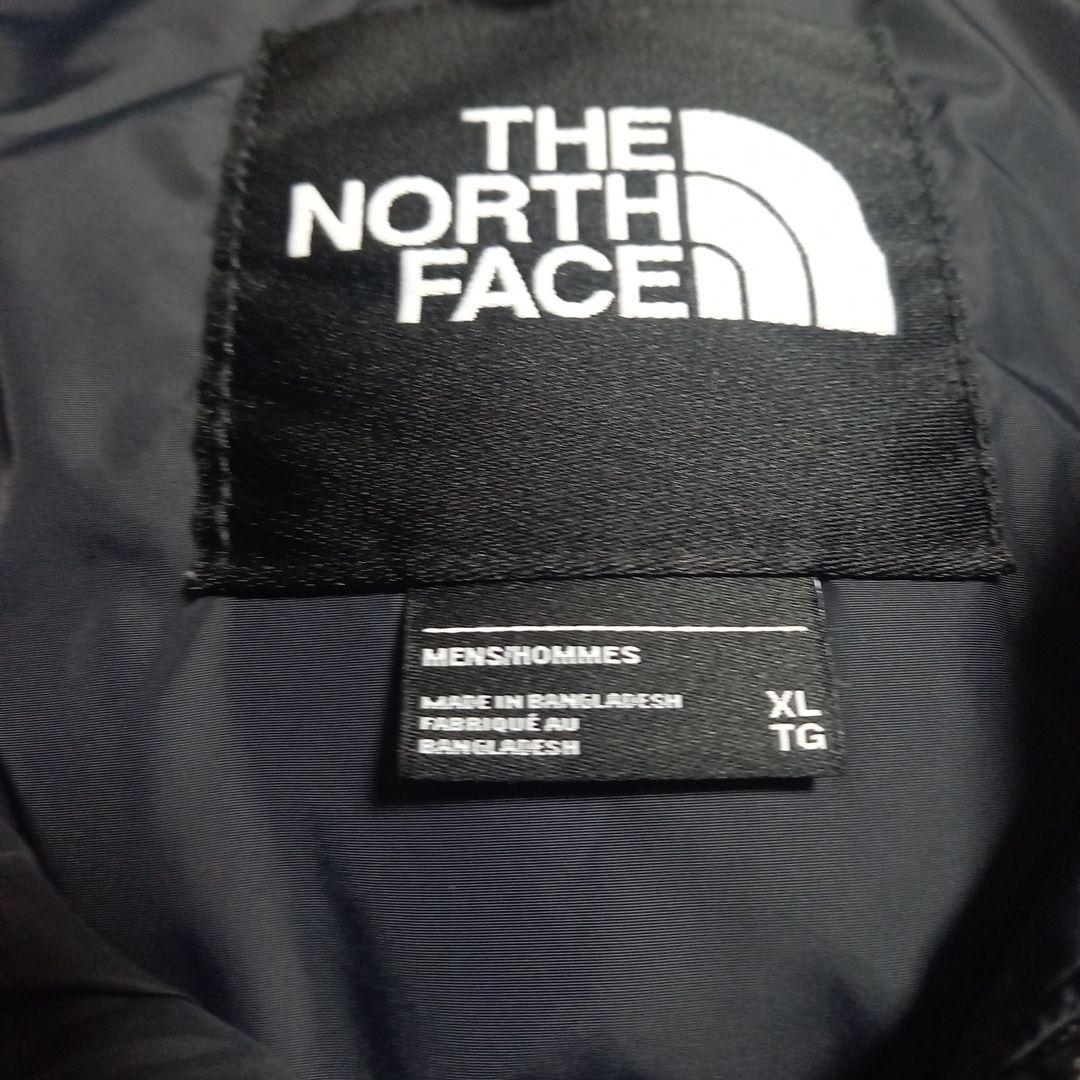 THE
NORTH
FACE
MENS/HOMMES
MADE IN BANGLADESH
FABRIQUÉ AU
BANGLADESH
XL
TG